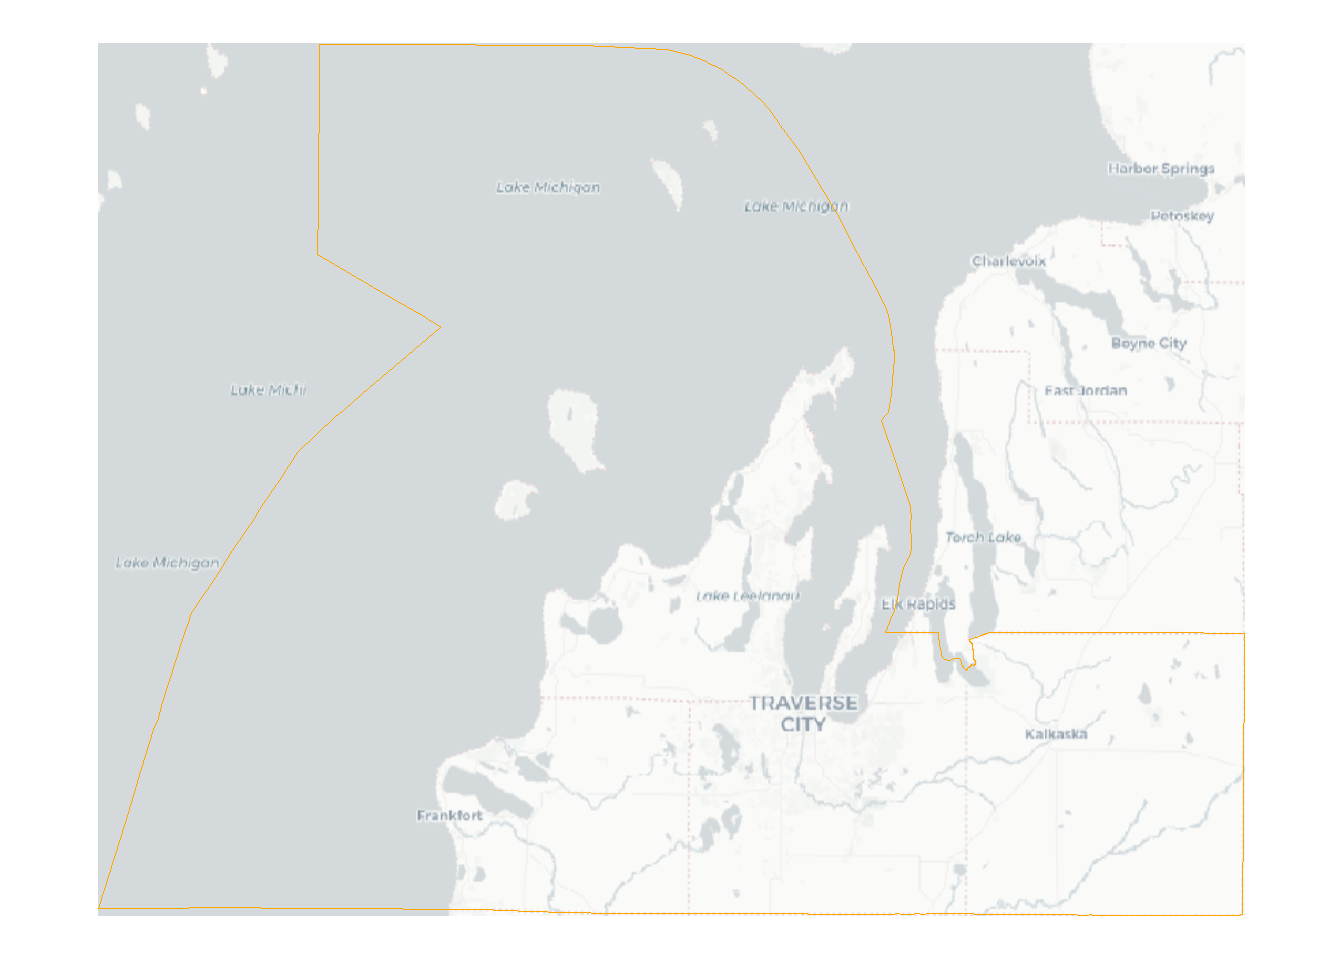 Harbor Springs
Lake Michigan
Lake Michigan
Petoskey
Charlevoix
Boyne City
Lake Michi
East Jordan
Torch Lake
Lake Michigan
Lake Leelanau
Elk Rapids
TRAVERSE
CITY
Kalkaska
Frankfort